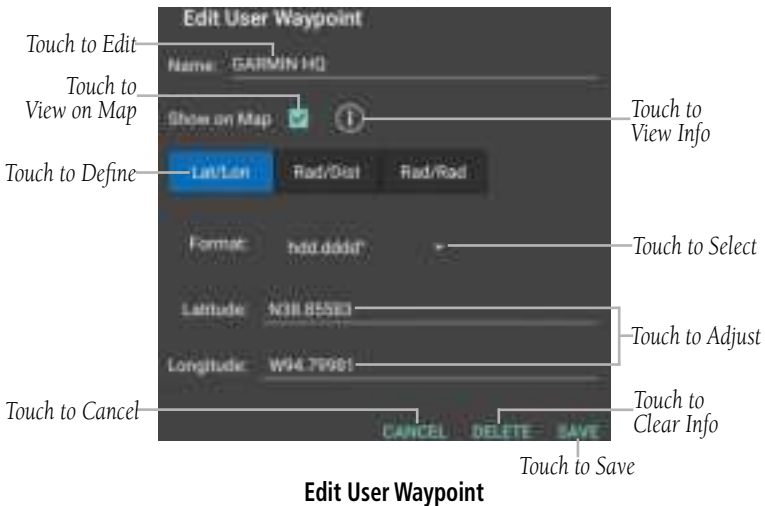 Edit User Waypoint
Touch to Edit
Name: GARMIN HQ
Touch to
View on Map
Show on Map
Touch to
View Info
Touch to Define
Lat/Lon Rad/Dist Rad/Rad
Format: hdd.dddd° Touch to Select
Latitude: N38.85583
Touch to Adjust
Longitude: W94.79981
Touch to Cancel
Touch to
Clear Info
CANCEL DELETE SAVE
Touch to Save
Edit User Waypoint